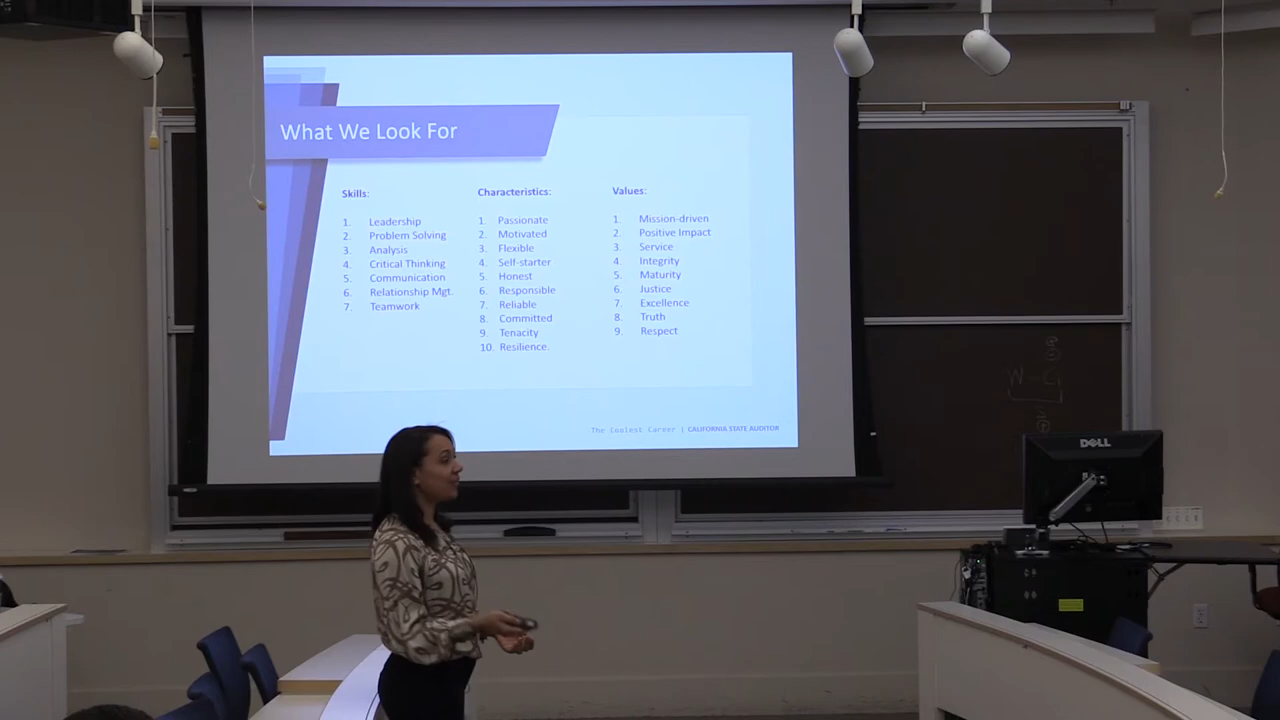 What We Look For
Skills:
1. Leadership
2. Problem Solving
3. Analysis
4. Critical Thinking
5. Communication
6. Relationship Mgt.
7. Teamwork
Characteristics:
1. Passionate
2. Motivated
3. Flexible
4. Self-starter
5. Honest
6. Responsible
7. Reliable
8. Committed
9. Tenacity
10. Resilience.
Values:
1. Mission-driven
2. Positive Impact
3. Service
4. Integrity
5. Maturity
6. Justice
7. Excellence
8. Truth
9. Respect
The Coolest Career | CALIFORNIA STATE AUDITOR
DELL